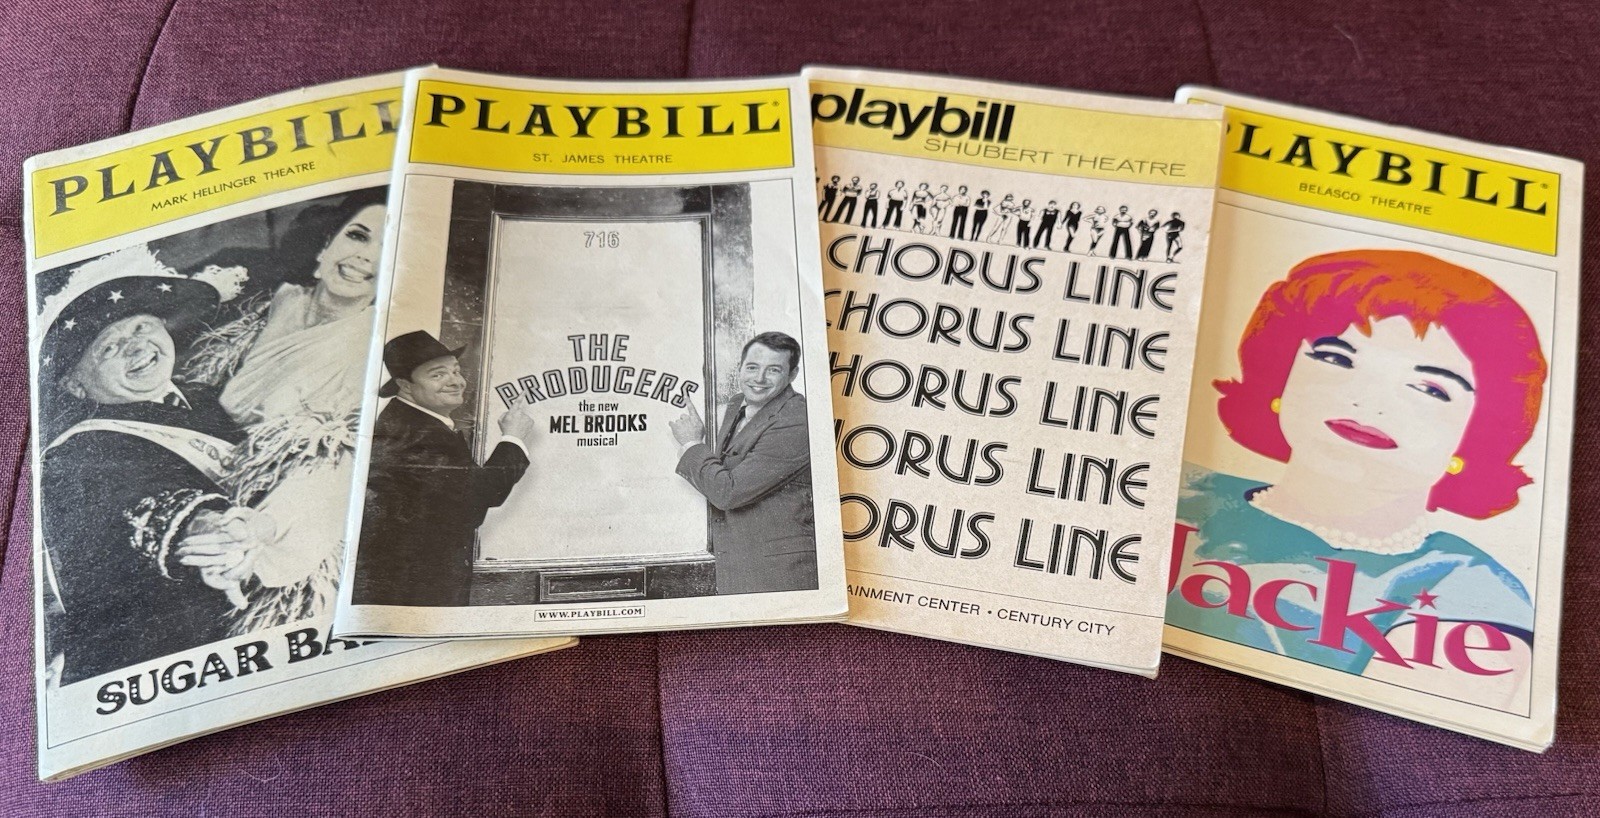 PLAYBILL
MARK HELLINGER THEATRE
SUGAR BA
PLAYBILL®
ST. JAMES THEATRE
716
THE
PRODUCERS
the new
MEL BROOKS
musical
WWW.PLAYBILL.COM
playbill
SHUBERT THEATRE
CHORUS LINE
CHORUS LINE
HORUS LINE
ORUS LINE
ORUS LINE
AINMENT CENTER • CENTURY CITY
LAYBILL®
BELASCO THEATRE
Jackie